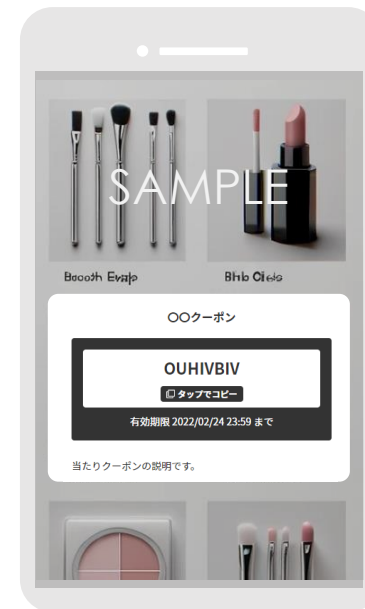 SAMPLE
〇〇クーポン
OUHIVBIV
タップでコピー
有効期限 2022/02/24 23:59 まで
当たりクーポンの説明です。